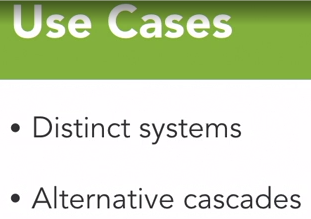 Use Cases
• Distinct systems
• Alternative cascades